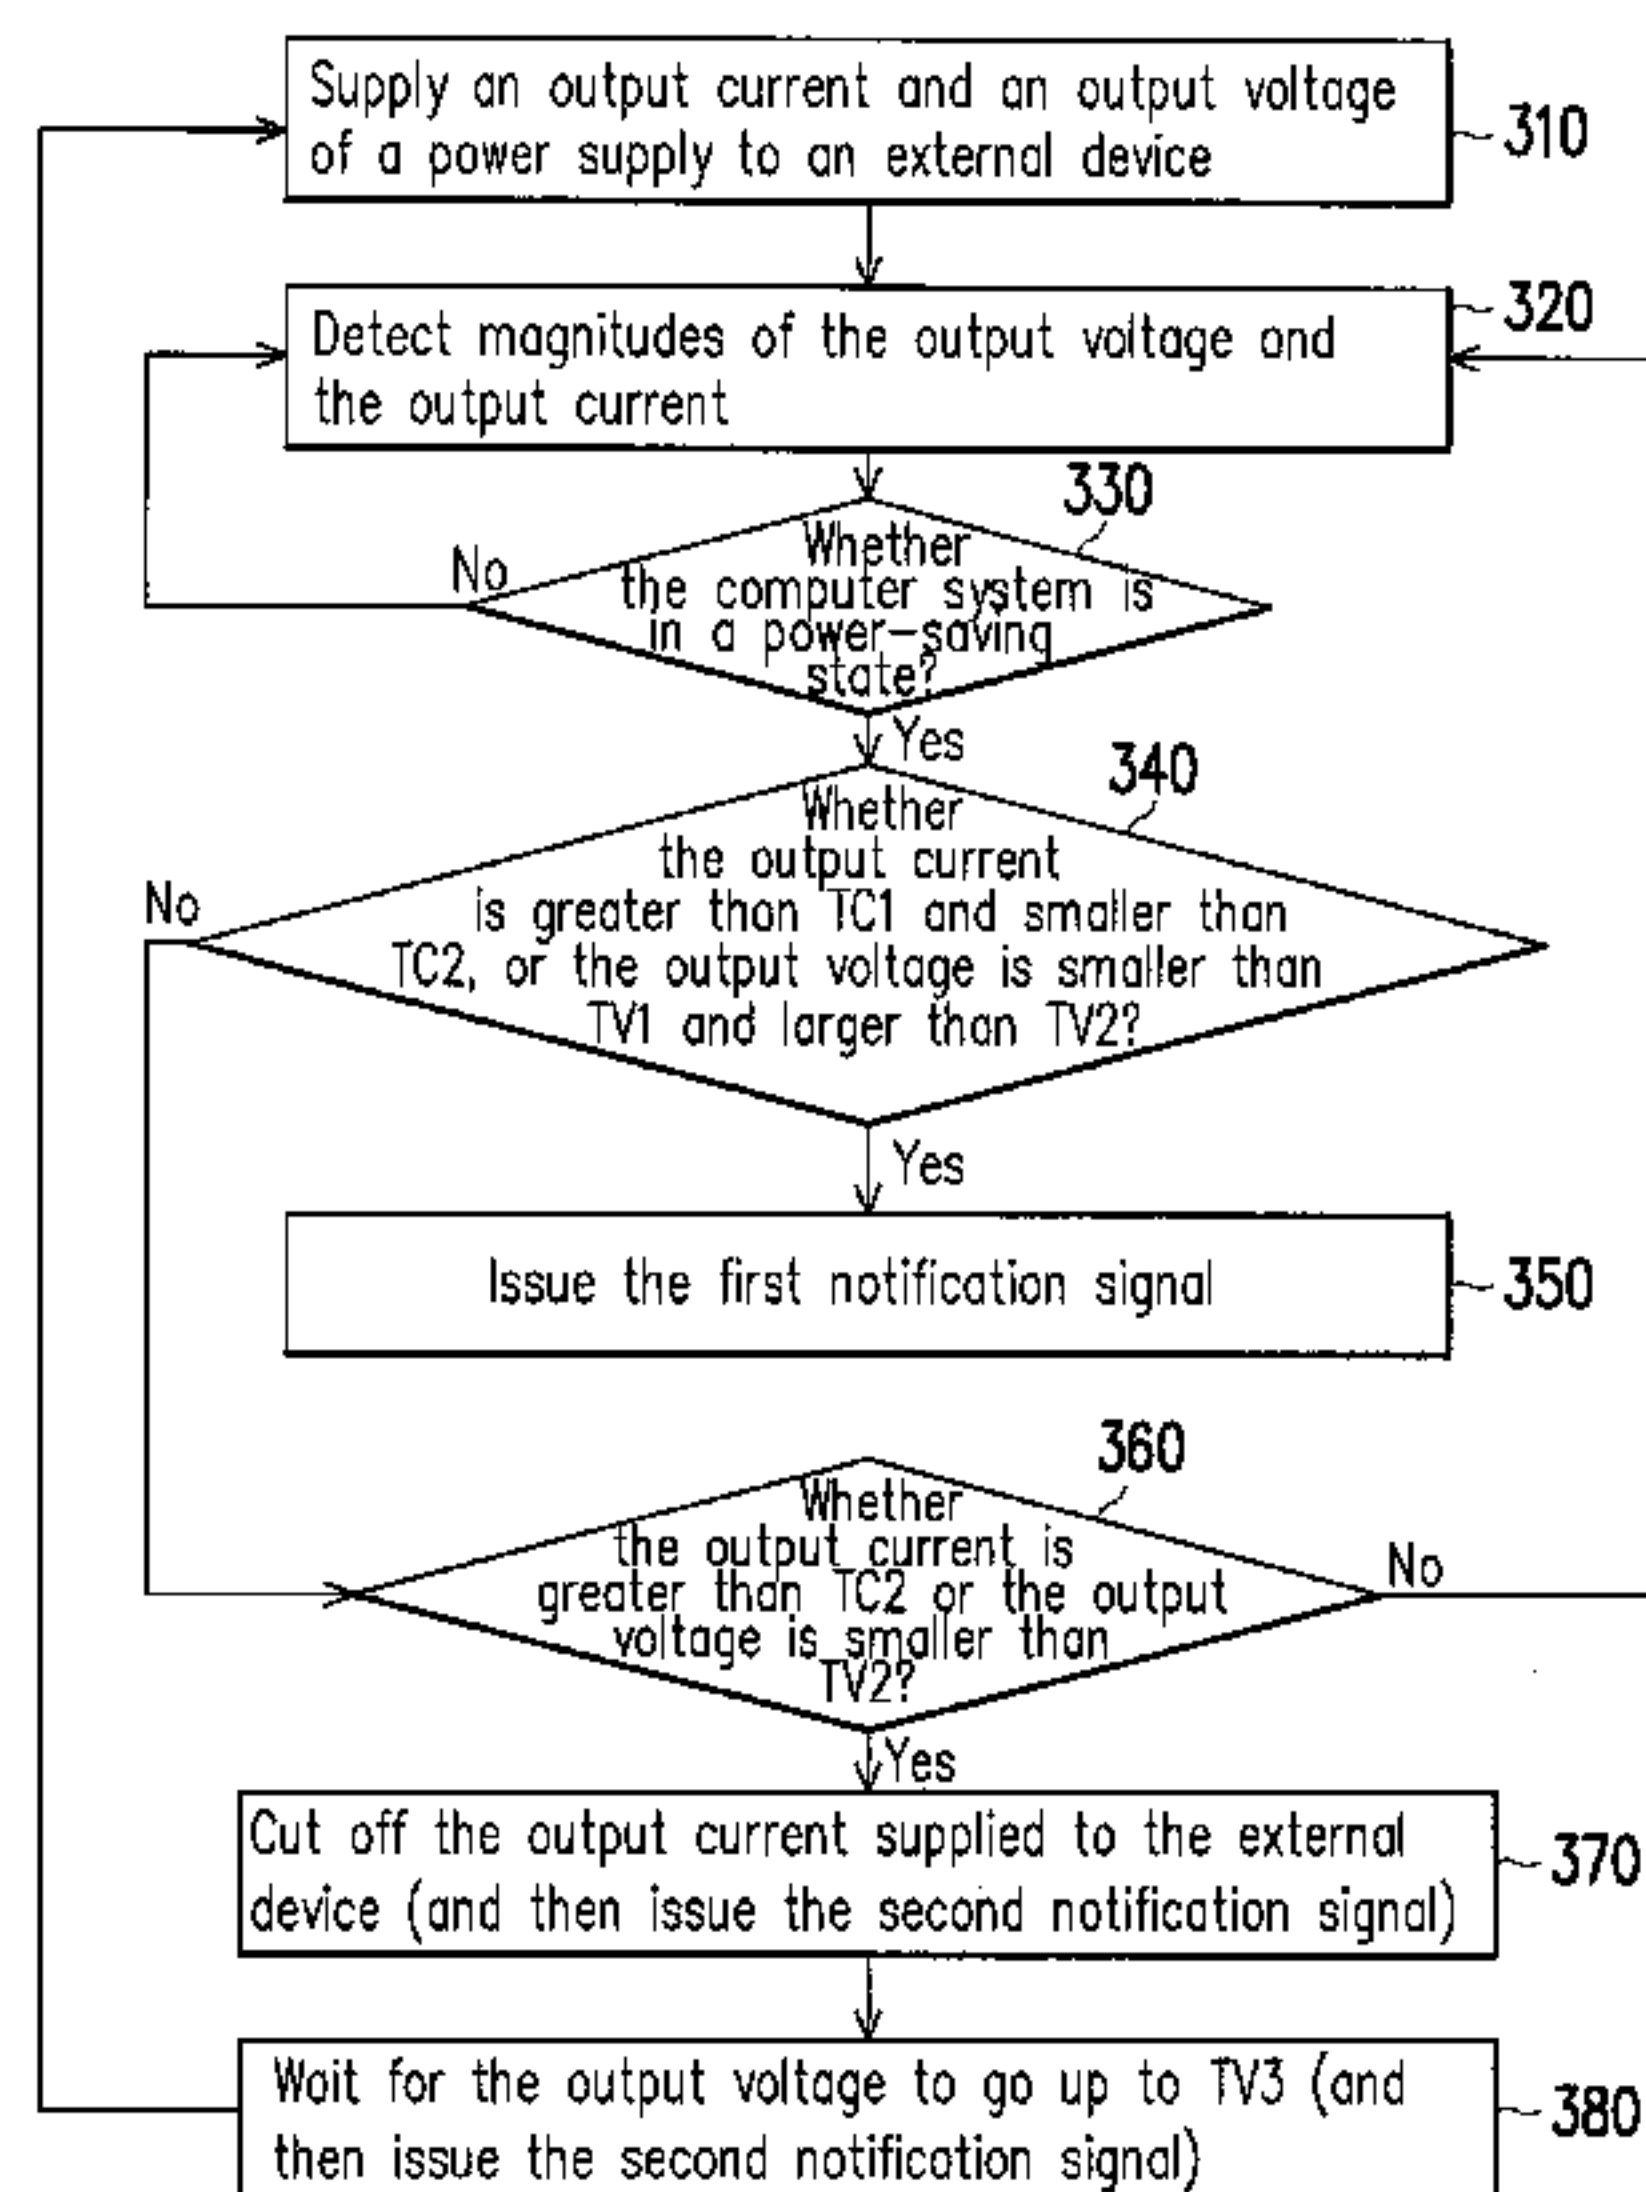 Supply an output current and an output voltage
of a power supply to an external device
310
Detect magnitudes of the output voltage and
the output current
320
330
Whether
the computer system is
in a power-saving
state?
No
Yes
340
Whether
the output current
is greater than TC1 and smaller than
TC2, or the output voltage is smaller than
TV1 and larger than TV2?
No
Yes
Issue the first notification signal
350
360
Whether
the output current is
greater than TC2 or the output
voltage is smaller than
TV2?
No
Yes
Cut off the output current supplied to the external
device (and then issue the second notification signal)
370
Wait for the output voltage to go up to TV3 (and
then issue the second notification signal)
380